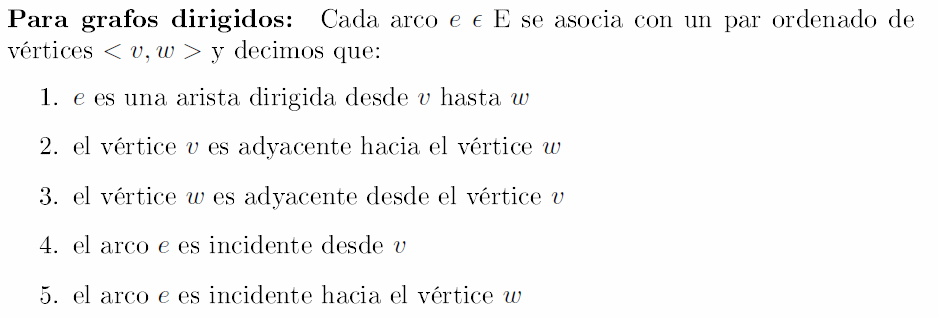 Para grafos dirigidos: Cada arco e ϵ E se asocia con un par ordenado de
vértices < v, w > y decimos que:
1. e es una arista dirigida desde v hasta w
2. el vértice v es adyacente hacia el vértice w
3. el vértice w es adyacente desde el vértice v
4. el arco e es incidente desde v
5. el arco e es incidente hacia el vértice w